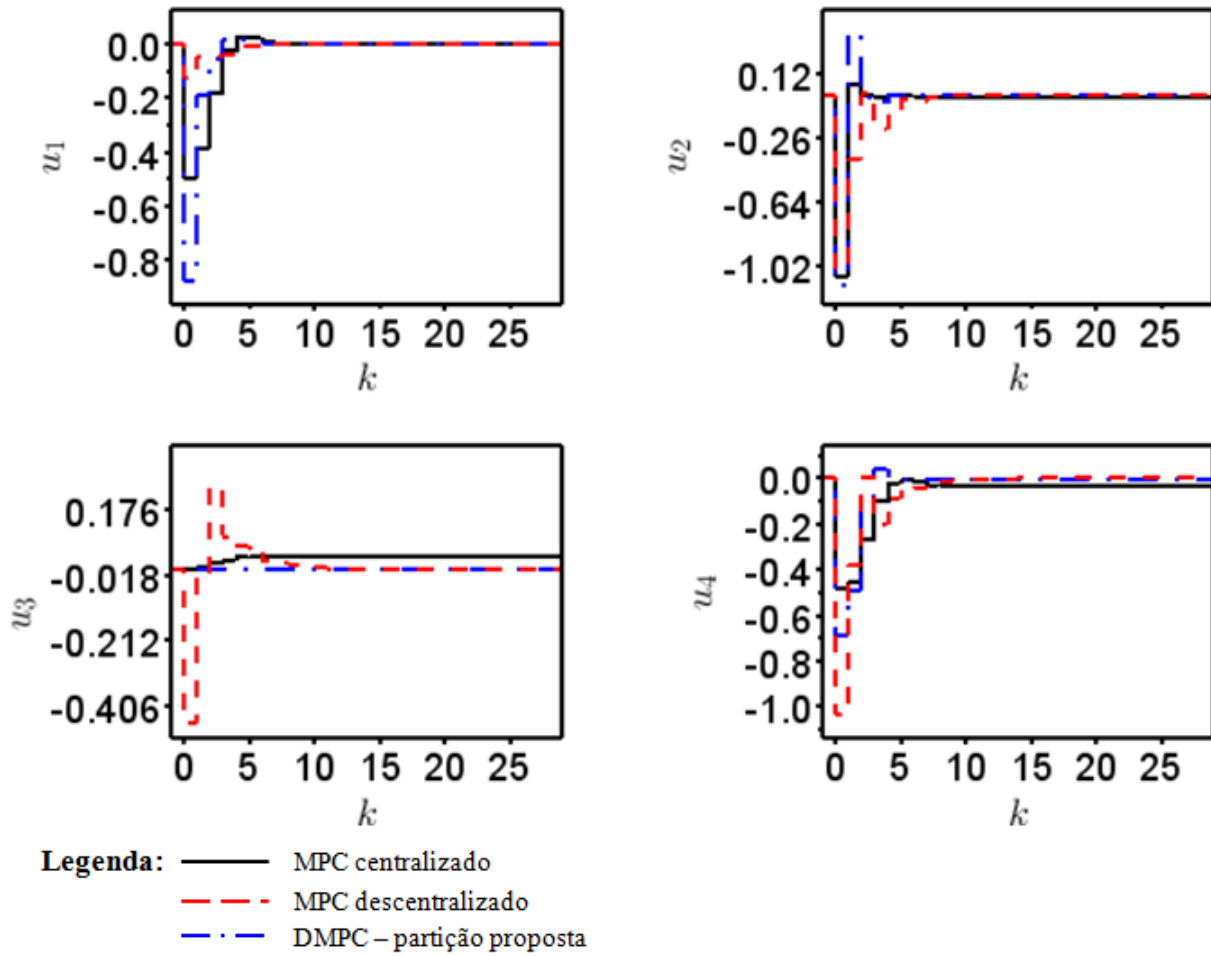 0.0
-0.2
-0.4
-0.6
-0.8
u1
0 5 10 15 20 25
k
0.12
-0.26
-0.64
-1.02
u2
0 5 10 15 20 25
k
0.176
-0.018
-0.212
-0.406
u3
0 5 10 15 20 25
k
0.0
-0.2
-0.4
-0.6
-0.8
-1.0
u4
0 5 10 15 20 25
k
Legenda:
MPC centralizado
MPC descentralizado
DMPC – partição proposta